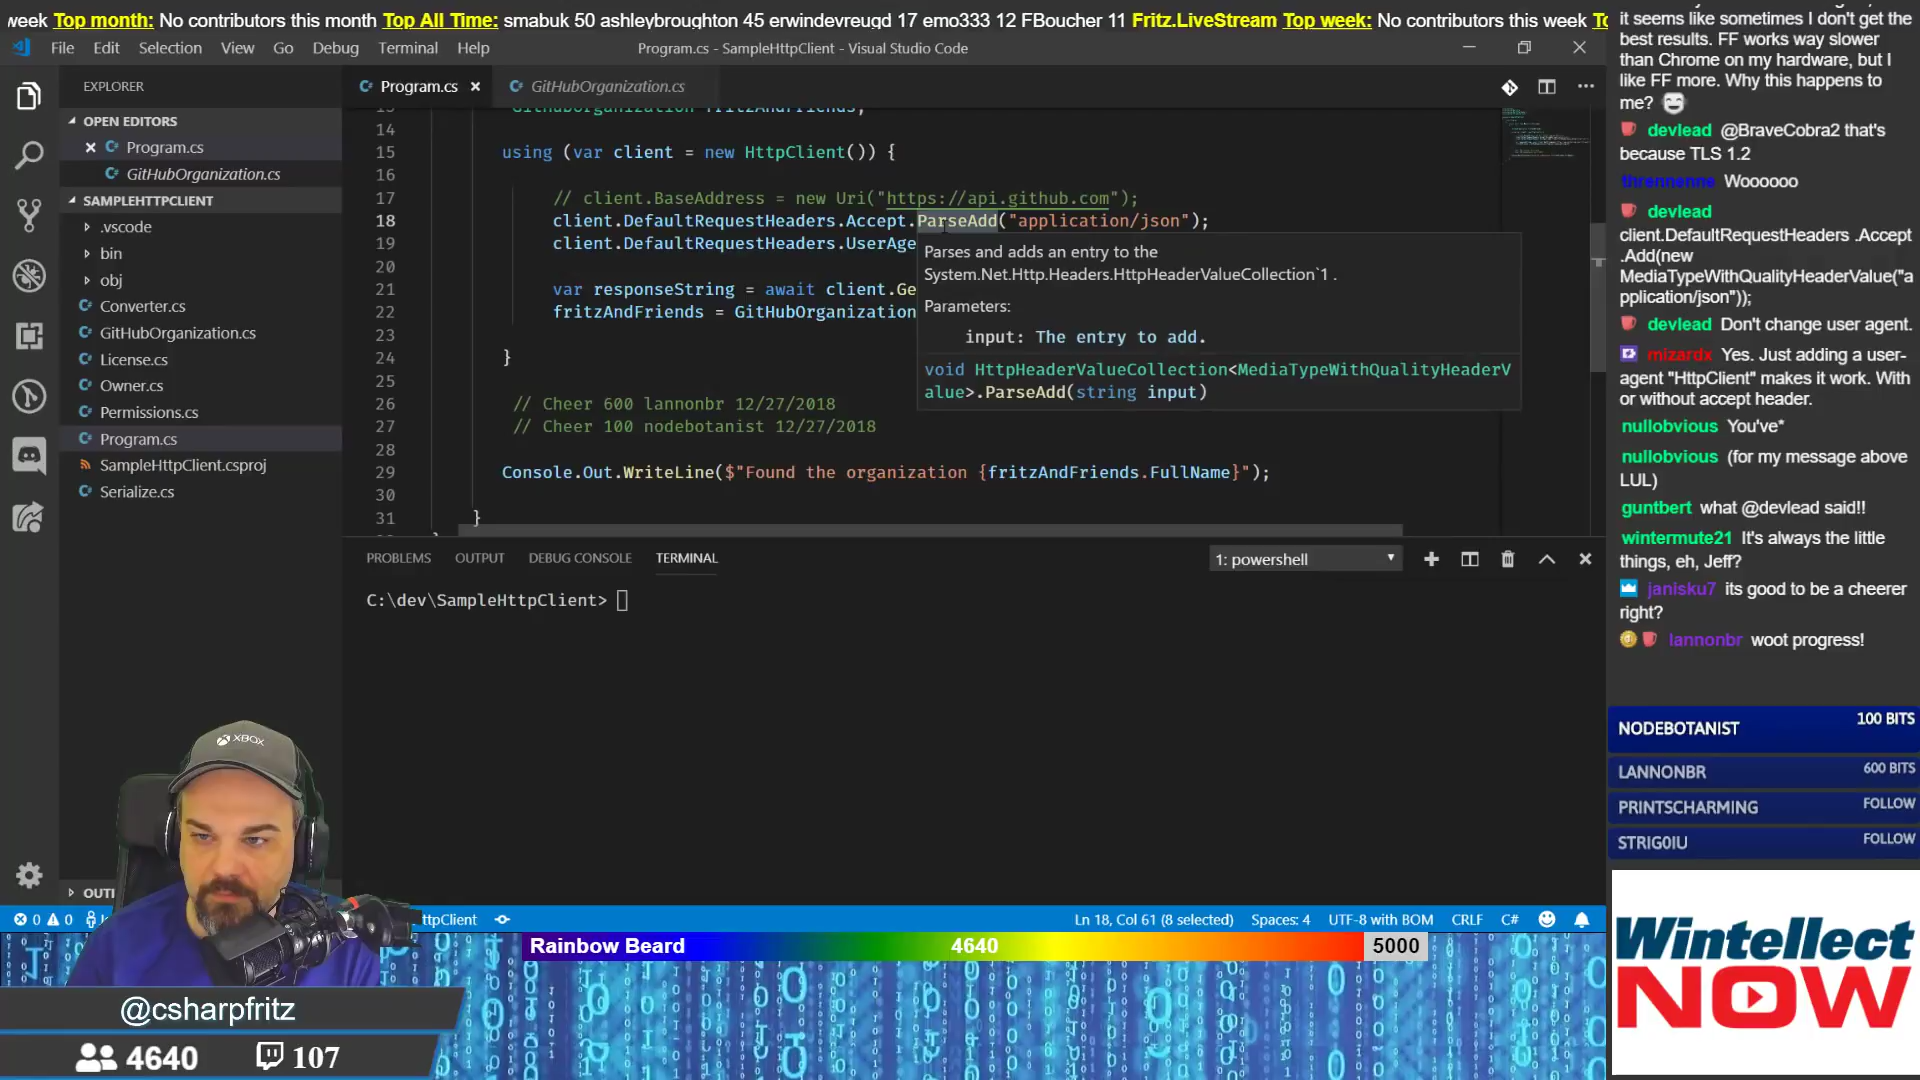 week Top month: No contributors this month Top All Time: smabuk 50 ashleybroughton 45 erwindevreugd 17 emo333 12 FBoucher 11 Fritz.LiveStream Top week: No contributors this week
File Edit Selection View Go Debug Terminal Help
Program.cs - SampleHttpClient - Visual Studio Code
EXPLORER
OPEN EDITORS
Program.cs
GitHubOrganization.cs
SAMPLEHTTPCLIENT
.vscode
bin
obj
Converter.cs
GitHubOrganization.cs
License.cs
Owner.cs
Permissions.cs
Program.cs
SampleHttpClient.csproj
Serialize.cs
Program.cs
GitHubOrganization.cs
14
15 using (var client = new HttpClient()) {
16
17 // client.BaseAddress = new Uri("https://api.github.com");
18 client.DefaultRequestHeaders.Accept.ParseAdd("application/json");
19 client.DefaultRequestHeaders.UserAge
20
21 var responseString = await client.Ge
22 fritzAndFriends = GitHubOrganization
23
24 }
25
26 // Cheer 600 lannonbr 12/27/2018
27 // Cheer 100 nodebotanist 12/27/2018
28
29 Console.Out.WriteLine($"Found the organization {fritzAndFriends.FullName}");
30
31 }
Parses and adds an entry to the
System.Net.Http.Headers.HttpHeaderValueCollection`1 .
Parameters:
input: The entry to add.
void HttpHeaderValueCollection<MediaTypeWithQualityHeaderV
alue>.ParseAdd(string input)
PROBLEMS OUTPUT DEBUG CONSOLE TERMINAL
1: powershell
C:\dev\SampleHttpClient>
0 0
ttpClient
Ln 18, Col 61 (8 selected) Spaces: 4 UTF-8 with BOM CRLF C#
it seems like sometimes I don't get the
best results. FF works way slower
than Chrome on my hardware, but I
like FF more. Why this happens to
me?
devlead @BraveCobra2 that's
because TLS 1.2
thrennenne Woooooo
devlead
client.DefaultRequestHeaders .Accept
.Add(new
MediaTypeWithQualityHeaderValue("a
pplication/json"));
devlead Don't change user agent.
mizardx Yes. Just adding a user-
agent "HttpClient" makes it work. With
or without accept header.
nullobvious You've*
nullobvious (for my message above
LUL)
guntbert what @devlead said!!
wintermute21 It's always the little
things, eh, Jeff?
janisku7 its good to be a cheerer
right?
lannonbr woot progress!
NODEBOTANIST 100 BITS
LANNONBR 600 BITS
PRINTSCHARMING FOLLOW
STRIG0IU FOLLOW
Wintellect
NOW
XBOX
Rainbow Beard 4640 5000
@csharpfritz
4640 107